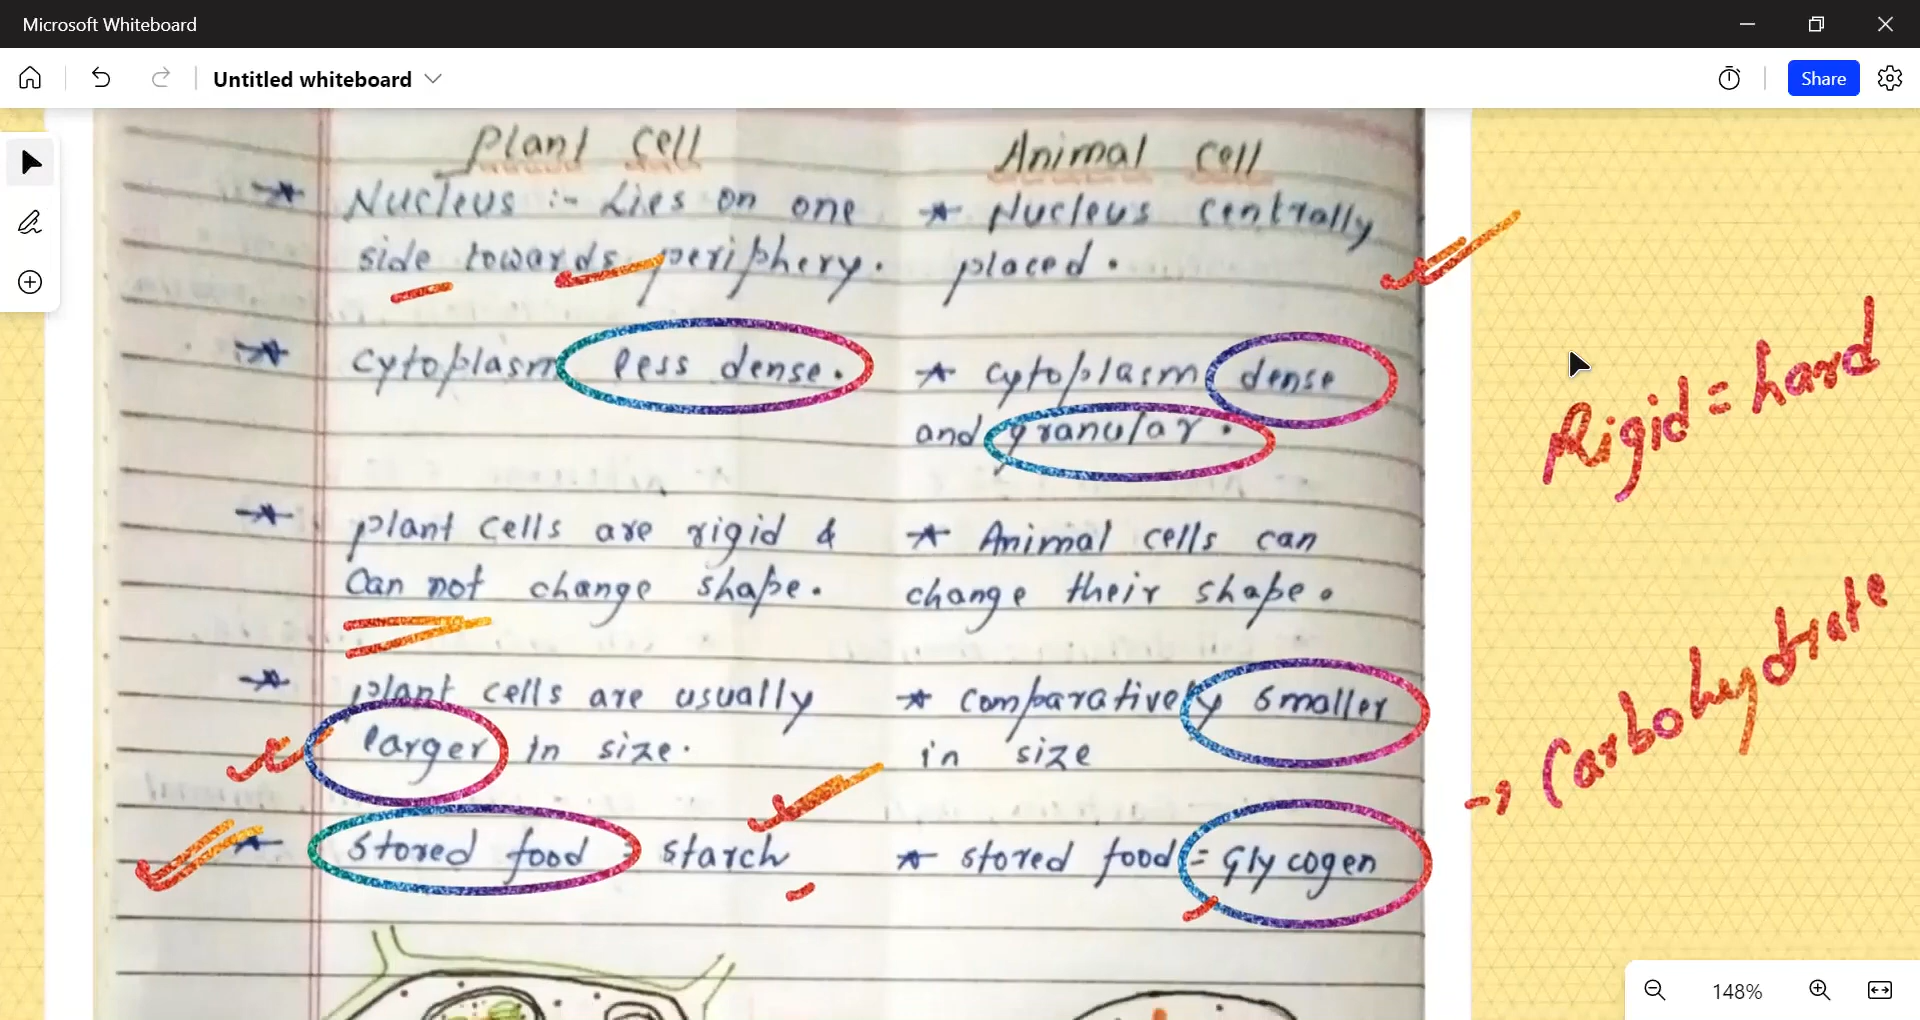 Microsoft Whiteboard
Untitled whiteboard
Share
Plant Cell
Animal Cell
★ Nucleus :- Lies on one
side towards periphery.
★ Nucleus centrally
placed.
★ Cytoplasm less dense.
★ cytoplasm dense
and granular.
★ plant cells are rigid &
Can not change shape.
★ Animal cells can
change their shape.
★ plant cells are usually
larger in size.
★ comparatively smaller
in size
★ Stored food = starch
★ stored food = Glycogen
Rigid = hard
→ Carbohydrate
148%